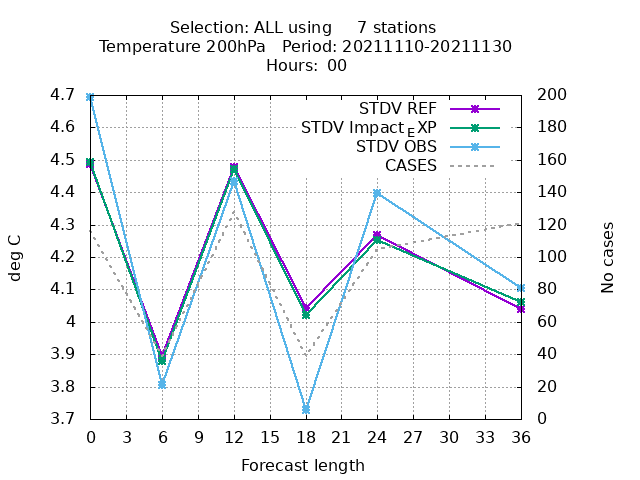 Selection: ALL using     7 stations
Temperature 200hPa   Period: 20211110-20211130
Hours:  00
STDV REF
STDV Impact_EXP
STDV OBS
CASES
4.7
4.6
4.5
4.4
4.3
4.2
4.1
4
3.9
3.8
3.7
deg C
200
180
160
140
120
100
80
60
40
20
0
No cases
0 3 6 9 12 15 18 21 24 27 30 33 36
Forecast length